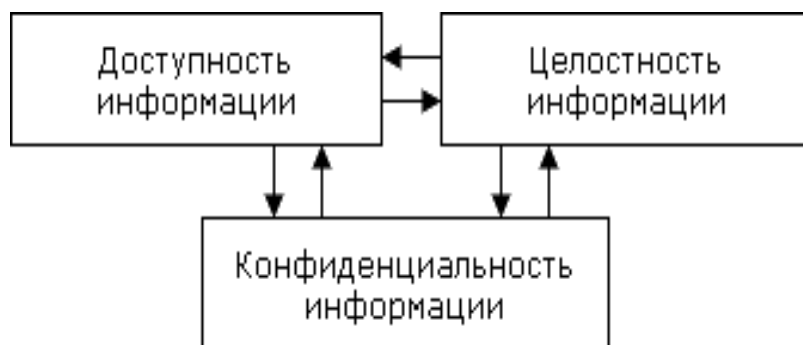 Доступность
информации
Целостность
информации
Конфиденциальность
информации